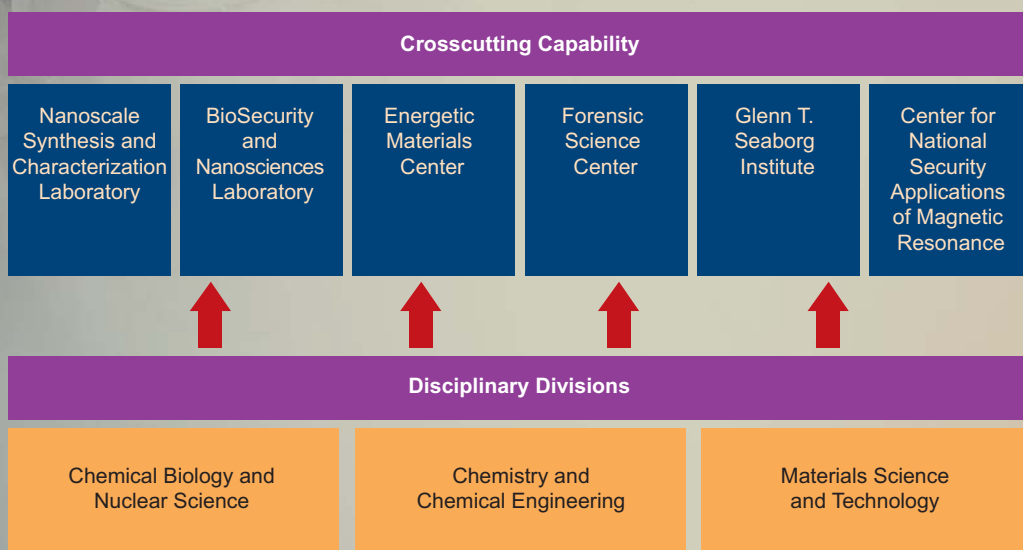 Crosscutting Capability
Nanoscale
Synthesis and
Characterization
Laboratory
BioSecurity
and
Nanosciences
Laboratory
Energetic
Materials
Center
Forensic
Science
Center
Glenn T.
Seaborg
Institute
Center for
National
Security
Applications
of Magnetic
Resonance
Disciplinary Divisions
Chemical Biology and
Nuclear Science
Chemistry and
Chemical Engineering
Materials Science
and Technology